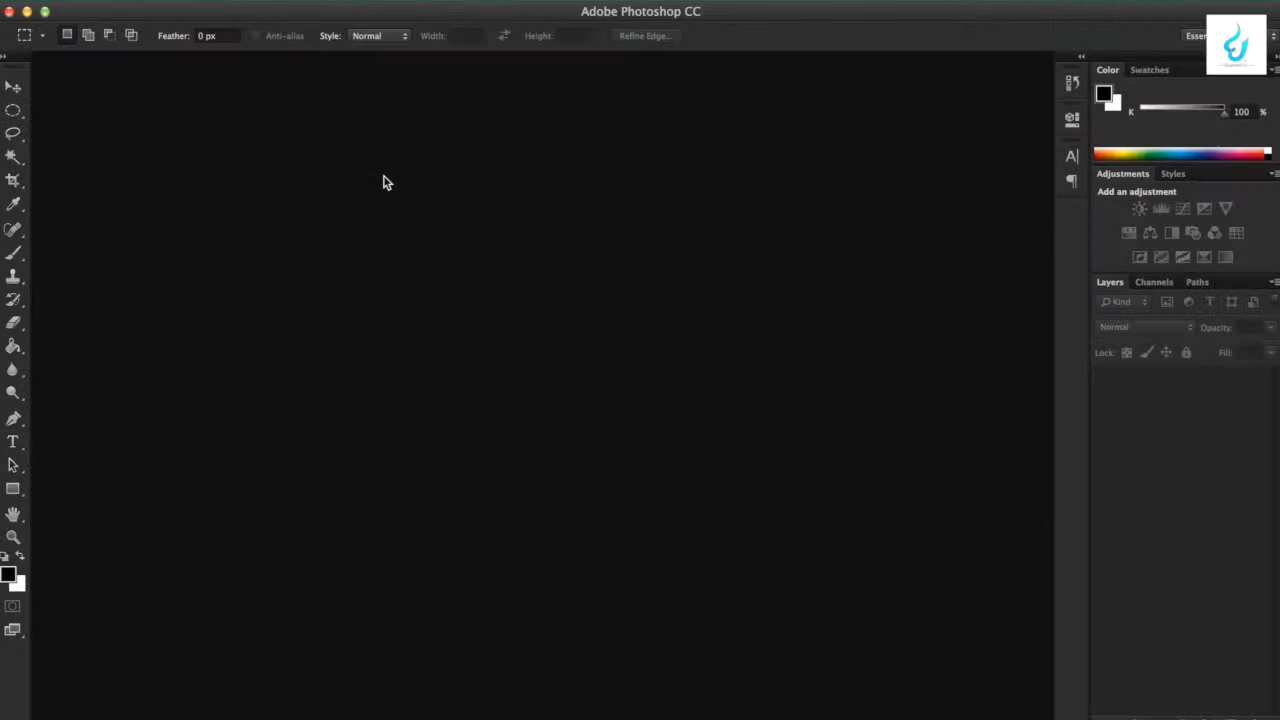 Adobe Photoshop CC
Feather: 0 px Anti-alias Style: Normal Width: Height: Refine Edge...
Color Swatches
K 100 %
Adjustments Styles
Add an adjustment
Layers Channels Paths
Kind
Normal Opacity:
Lock: Fill:
A|
T